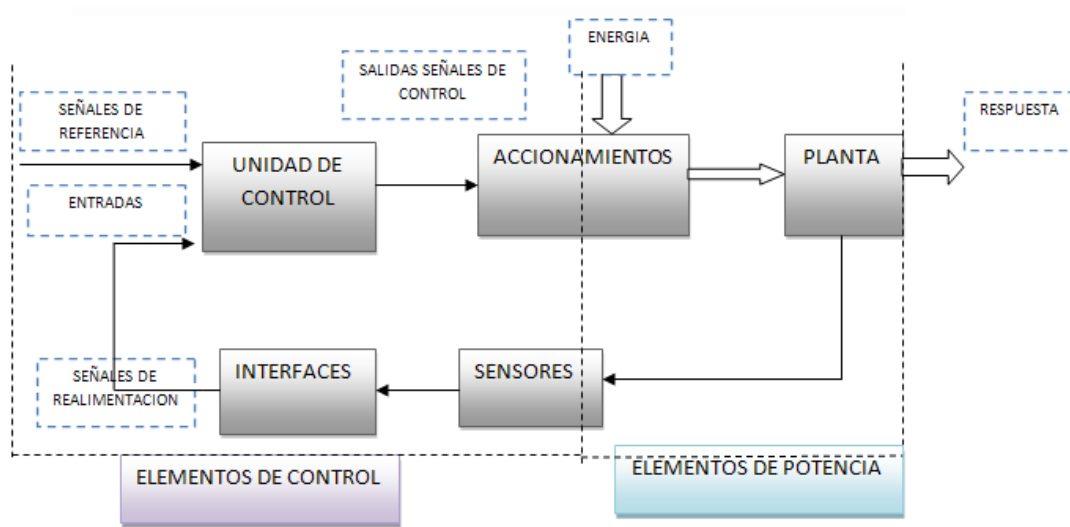 ENERGIA
SALIDAS SEÑALES DE
CONTROL
SEÑALES DE
REFERENCIA
RESPUESTA
UNIDAD DE
CONTROL
ACCIONAMIENTOS
PLANTA
ENTRADAS
SEÑALES DE
REALIMENTACION
INTERFACES
SENSORES
ELEMENTOS DE CONTROL
ELEMENTOS DE POTENCIA